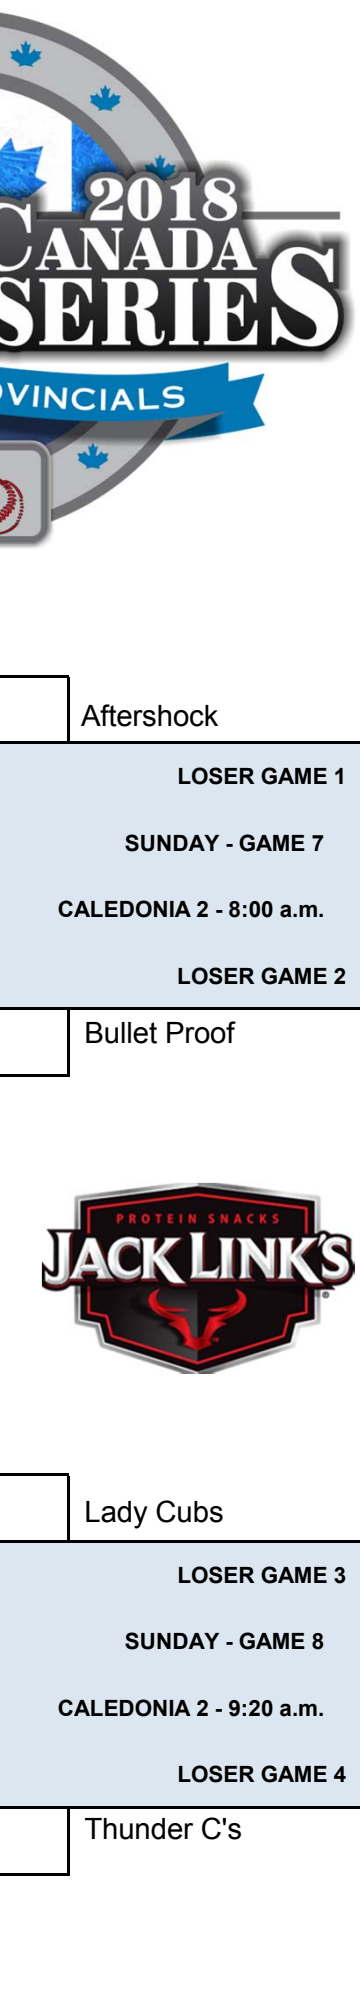 2018
CANADA
SERIES
VINCIALS
Aftershock
LOSER GAME 1
SUNDAY - GAME 7
CALEDONIA 2 - 8:00 a.m.
LOSER GAME 2
Bullet Proof
PROTEIN SNACKS
JACK LINK'S
Lady Cubs
LOSER GAME 3
SUNDAY - GAME 8
CALEDONIA 2 - 9:20 a.m.
LOSER GAME 4
Thunder C's